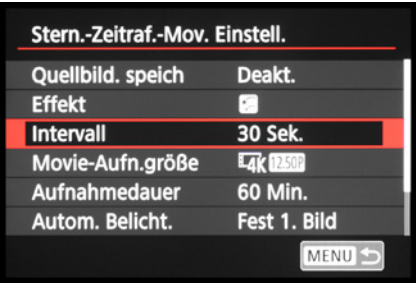 Stern.-Zeitraf.-Mov. Einstell.
Quellbild. speich Deakt.
Effekt
Intervall 30 Sek.
Movie-Aufn.größe 4K 12.50P
Aufnahmedauer 60 Min.
Autom. Belicht. Fest 1. Bild
MENU